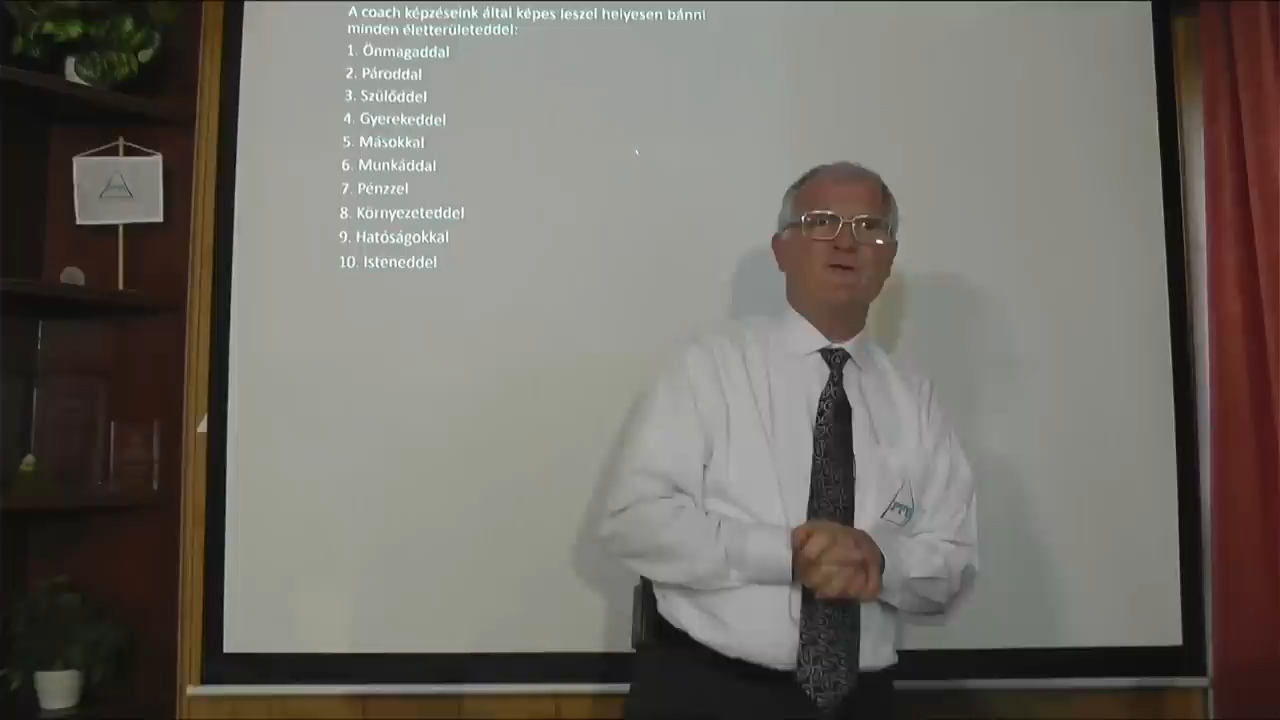 A coach képzéseink által képes leszel helyesen bánni
minden életterületeddel:
1. Önmagaddal
2. Pároddal
3. Szülőddel
4. Gyerekeddel
5. Másokkal
6. Munkáddal
7. Pénzzel
8. Környezeteddel
9. Hatóságokkal
10. Isteneddel